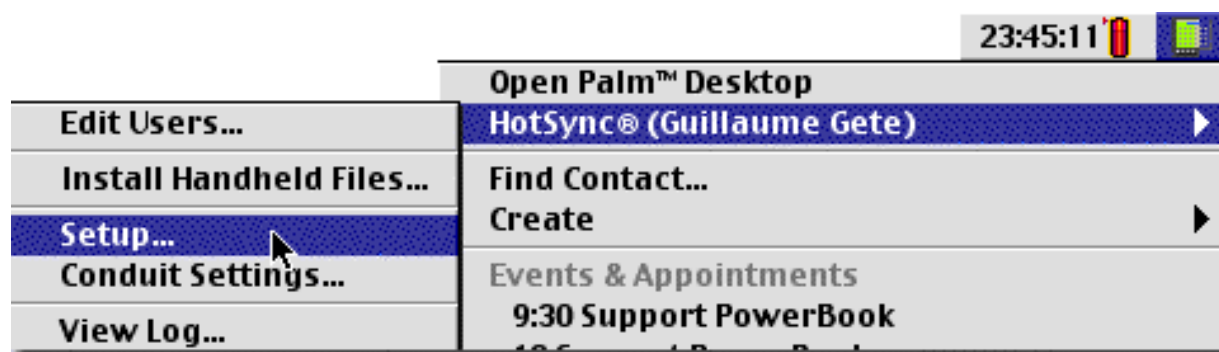 23:45:11
Open Palm™ Desktop
HotSync® (Guillaume Gete)
Find Contact...
Create
Events & Appointments
9:30 Support PowerBook
Edit Users...
Install Handheld Files...
Setup...
Conduit Settings...
View Log...